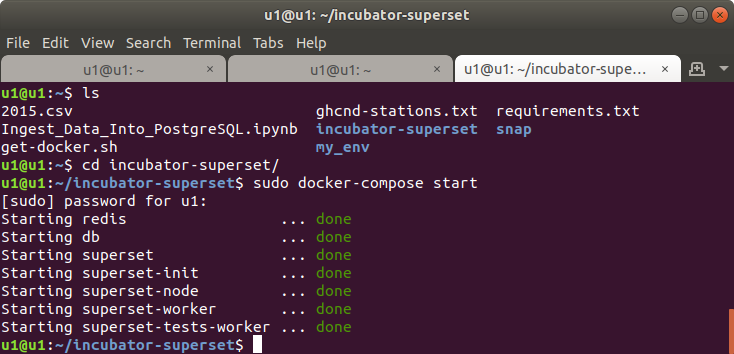 u1@u1: ~/incubator-superset
File Edit View Search Terminal Tabs Help
u1@u1: ~ × u1@u1: ~ × u1@u1: ~/incubator-supe... ×
u1@u1:~$ ls
2015.csv ghcnd-stations.txt requirements.txt
Ingest_Data_Into_PostgreSQL.ipynb incubator-superset snap
get-docker.sh my_env
u1@u1:~$ cd incubator-superset/
u1@u1:~/incubator-superset$ sudo docker-compose start
[sudo] password for u1:
Starting redis ... done
Starting db ... done
Starting superset ... done
Starting superset-init ... done
Starting superset-node ... done
Starting superset-worker ... done
Starting superset-tests-worker ... done
u1@u1:~/incubator-superset$